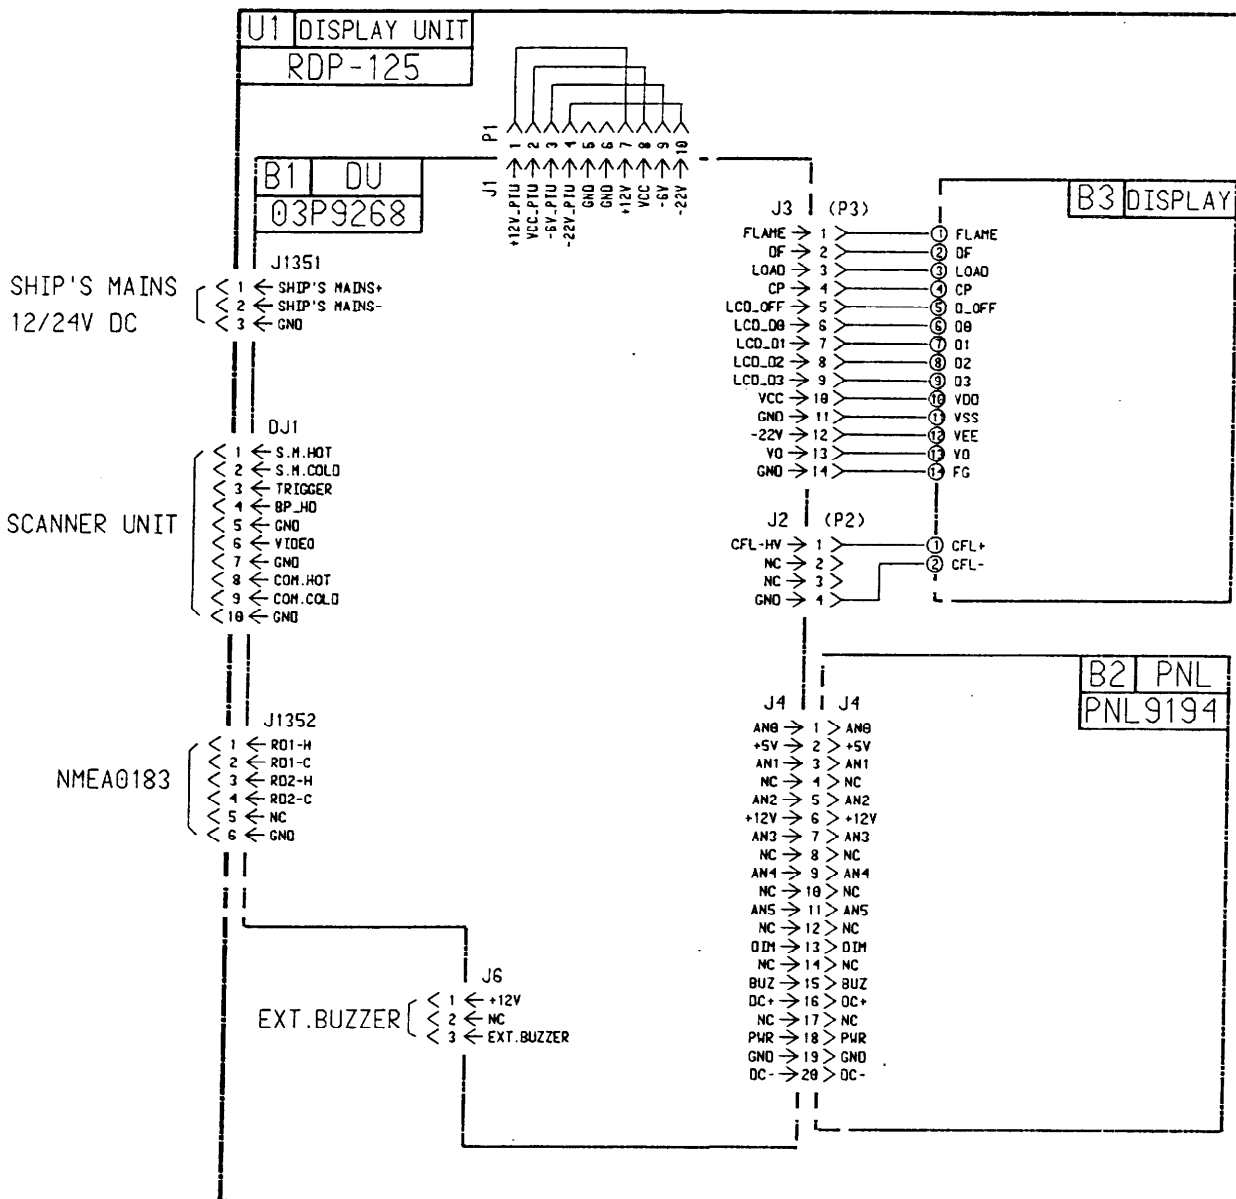 U1 DISPLAY UNIT
RDP-125
P1
1 2 3 4 5 6 7 8 9 10
J1
+12V_PTU
VCC_PTU
-6V_PTU
-22V_PTU
GND
GND
+12V
VCC
-6V
-22V
B1 DU
03P9268
SHIP'S MAINS
12/24V DC
J1351
1 SHIP'S MAINS+
2 SHIP'S MAINS-
3 GND
SCANNER UNIT
DJ1
1 S.M.HOT
2 S.M.COLD
3 TRIGGER
4 BP_HD
5 GND
6 VIDEO
7 GND
8 COM.HOT
9 COM.COLD
10 GND
NMEA0183
J1352
1 RD1-H
2 RD1-C
3 RD2-H
4 RD2-C
5 NC
6 GND
EXT.BUZZER
J6
1 +12V
2 NC
3 EXT.BUZZER
B3 DISPLAY
J3 (P3)
FLAME 1 1 FLAME
DF 2 2 DF
LOAD 3 3 LOAD
CP 4 4 CP
LCD_OFF 5 5 D_OFF
LCD_D0 6 6 D0
LCD_D1 7 7 D1
LCD_D2 8 8 D2
LCD_D3 9 9 D3
VCC 10 10 VDD
GND 11 11 VSS
-22V 12 12 VEE
VO 13 13 VO
GND 14 14 FG
J2 (P2)
CFL-HV 1 1 CFL+
NC 2 2 CFL-
NC 3
GND 4
B2 PNL
PNL9194
J4 J4
AN0 1 AN0
+5V 2 +5V
AN1 3 AN1
NC 4 NC
AN2 5 AN2
+12V 6 +12V
AN3 7 AN3
NC 8 NC
AN4 9 AN4
NC 10 NC
AN5 11 AN5
NC 12 NC
DIM 13 DIM
NC 14 NC
BUZ 15 BUZ
DC+ 16 DC+
NC 17 NC
PWR 18 PWR
GND 19 GND
DC- 20 DC-